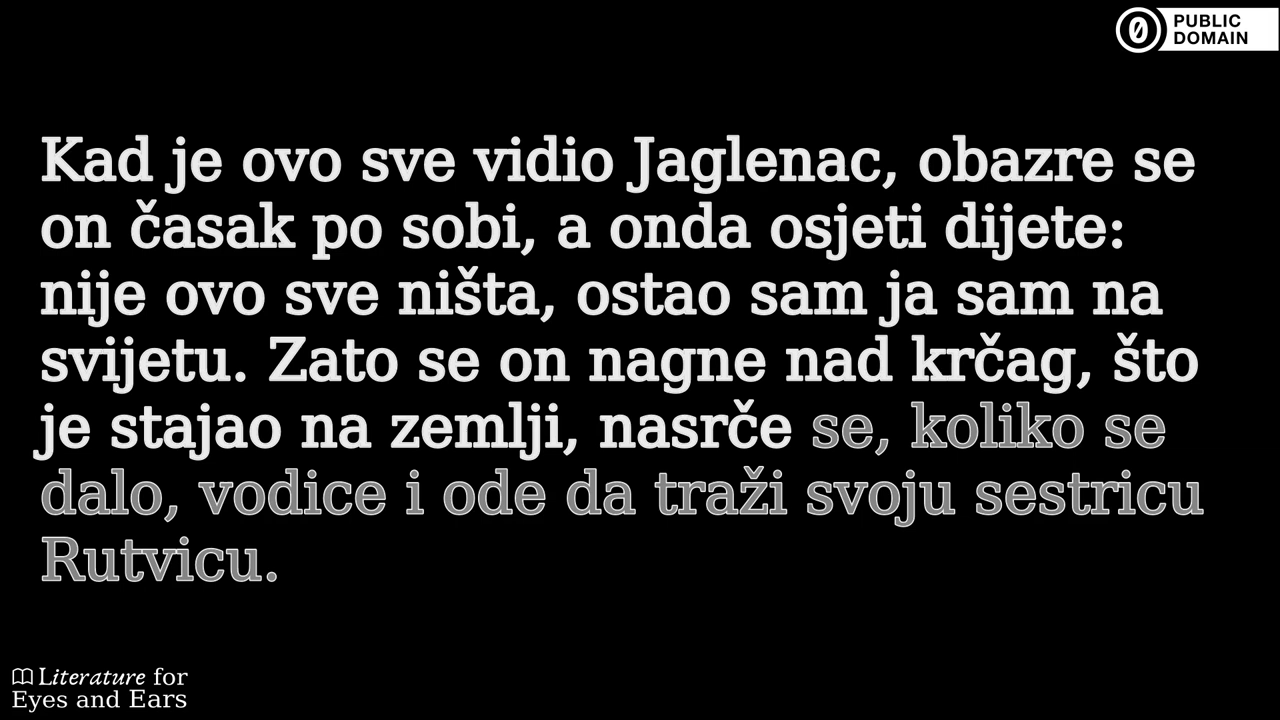 PUBLIC
DOMAIN
Kad je ovo sve vidio Jaglenac, obazre se
on časak po sobi, a onda osjeti dijete:
nije ovo sve ništa, ostao sam ja sam na
svijetu. Zato se on nagne nad krčag, što
je stajao na zemlji, nasrče se, koliko se
dalo, vodice i ode da traži svoju sestricu
Rutvicu.
Literature for
Eyes and Ears